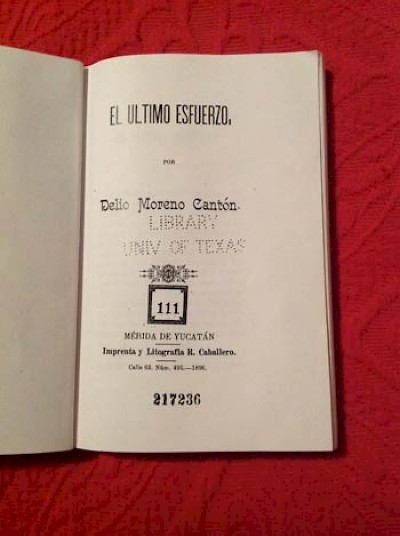 EL ULTIMO ESFUERZO,
POR
Delio Moreno Cantón.
LIBRARY
UNIV OF TEXAS
111
MÉRIDA DE YUCATÁN
Imprenta y Litografía R. Caballero.
Calle 63. Núm. 495.—1896.
217236